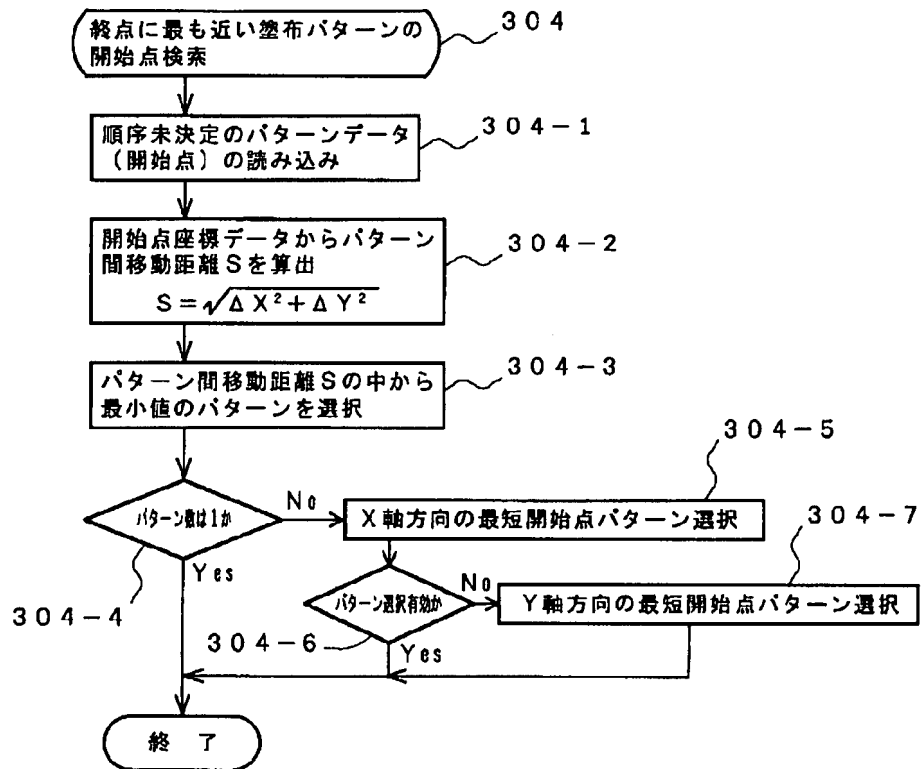 終点に最も近い塗布パターンの
開始点検索
304
順序未決定のパターンデータ
(開始点)の読み込み
304-1
開始点座標データからパターン
間移動距離Sを算出
S=√ΔX²+ΔY²
304-2
パターン間移動距離Sの中から
最小値のパターンを選択
304-3
パターン数は1か
No
Yes
304-4
X軸方向の最短開始点パターン選択
304-5
パターン選択有効か
No
Yes
304-6
Y軸方向の最短開始点パターン選択
304-7
終 了